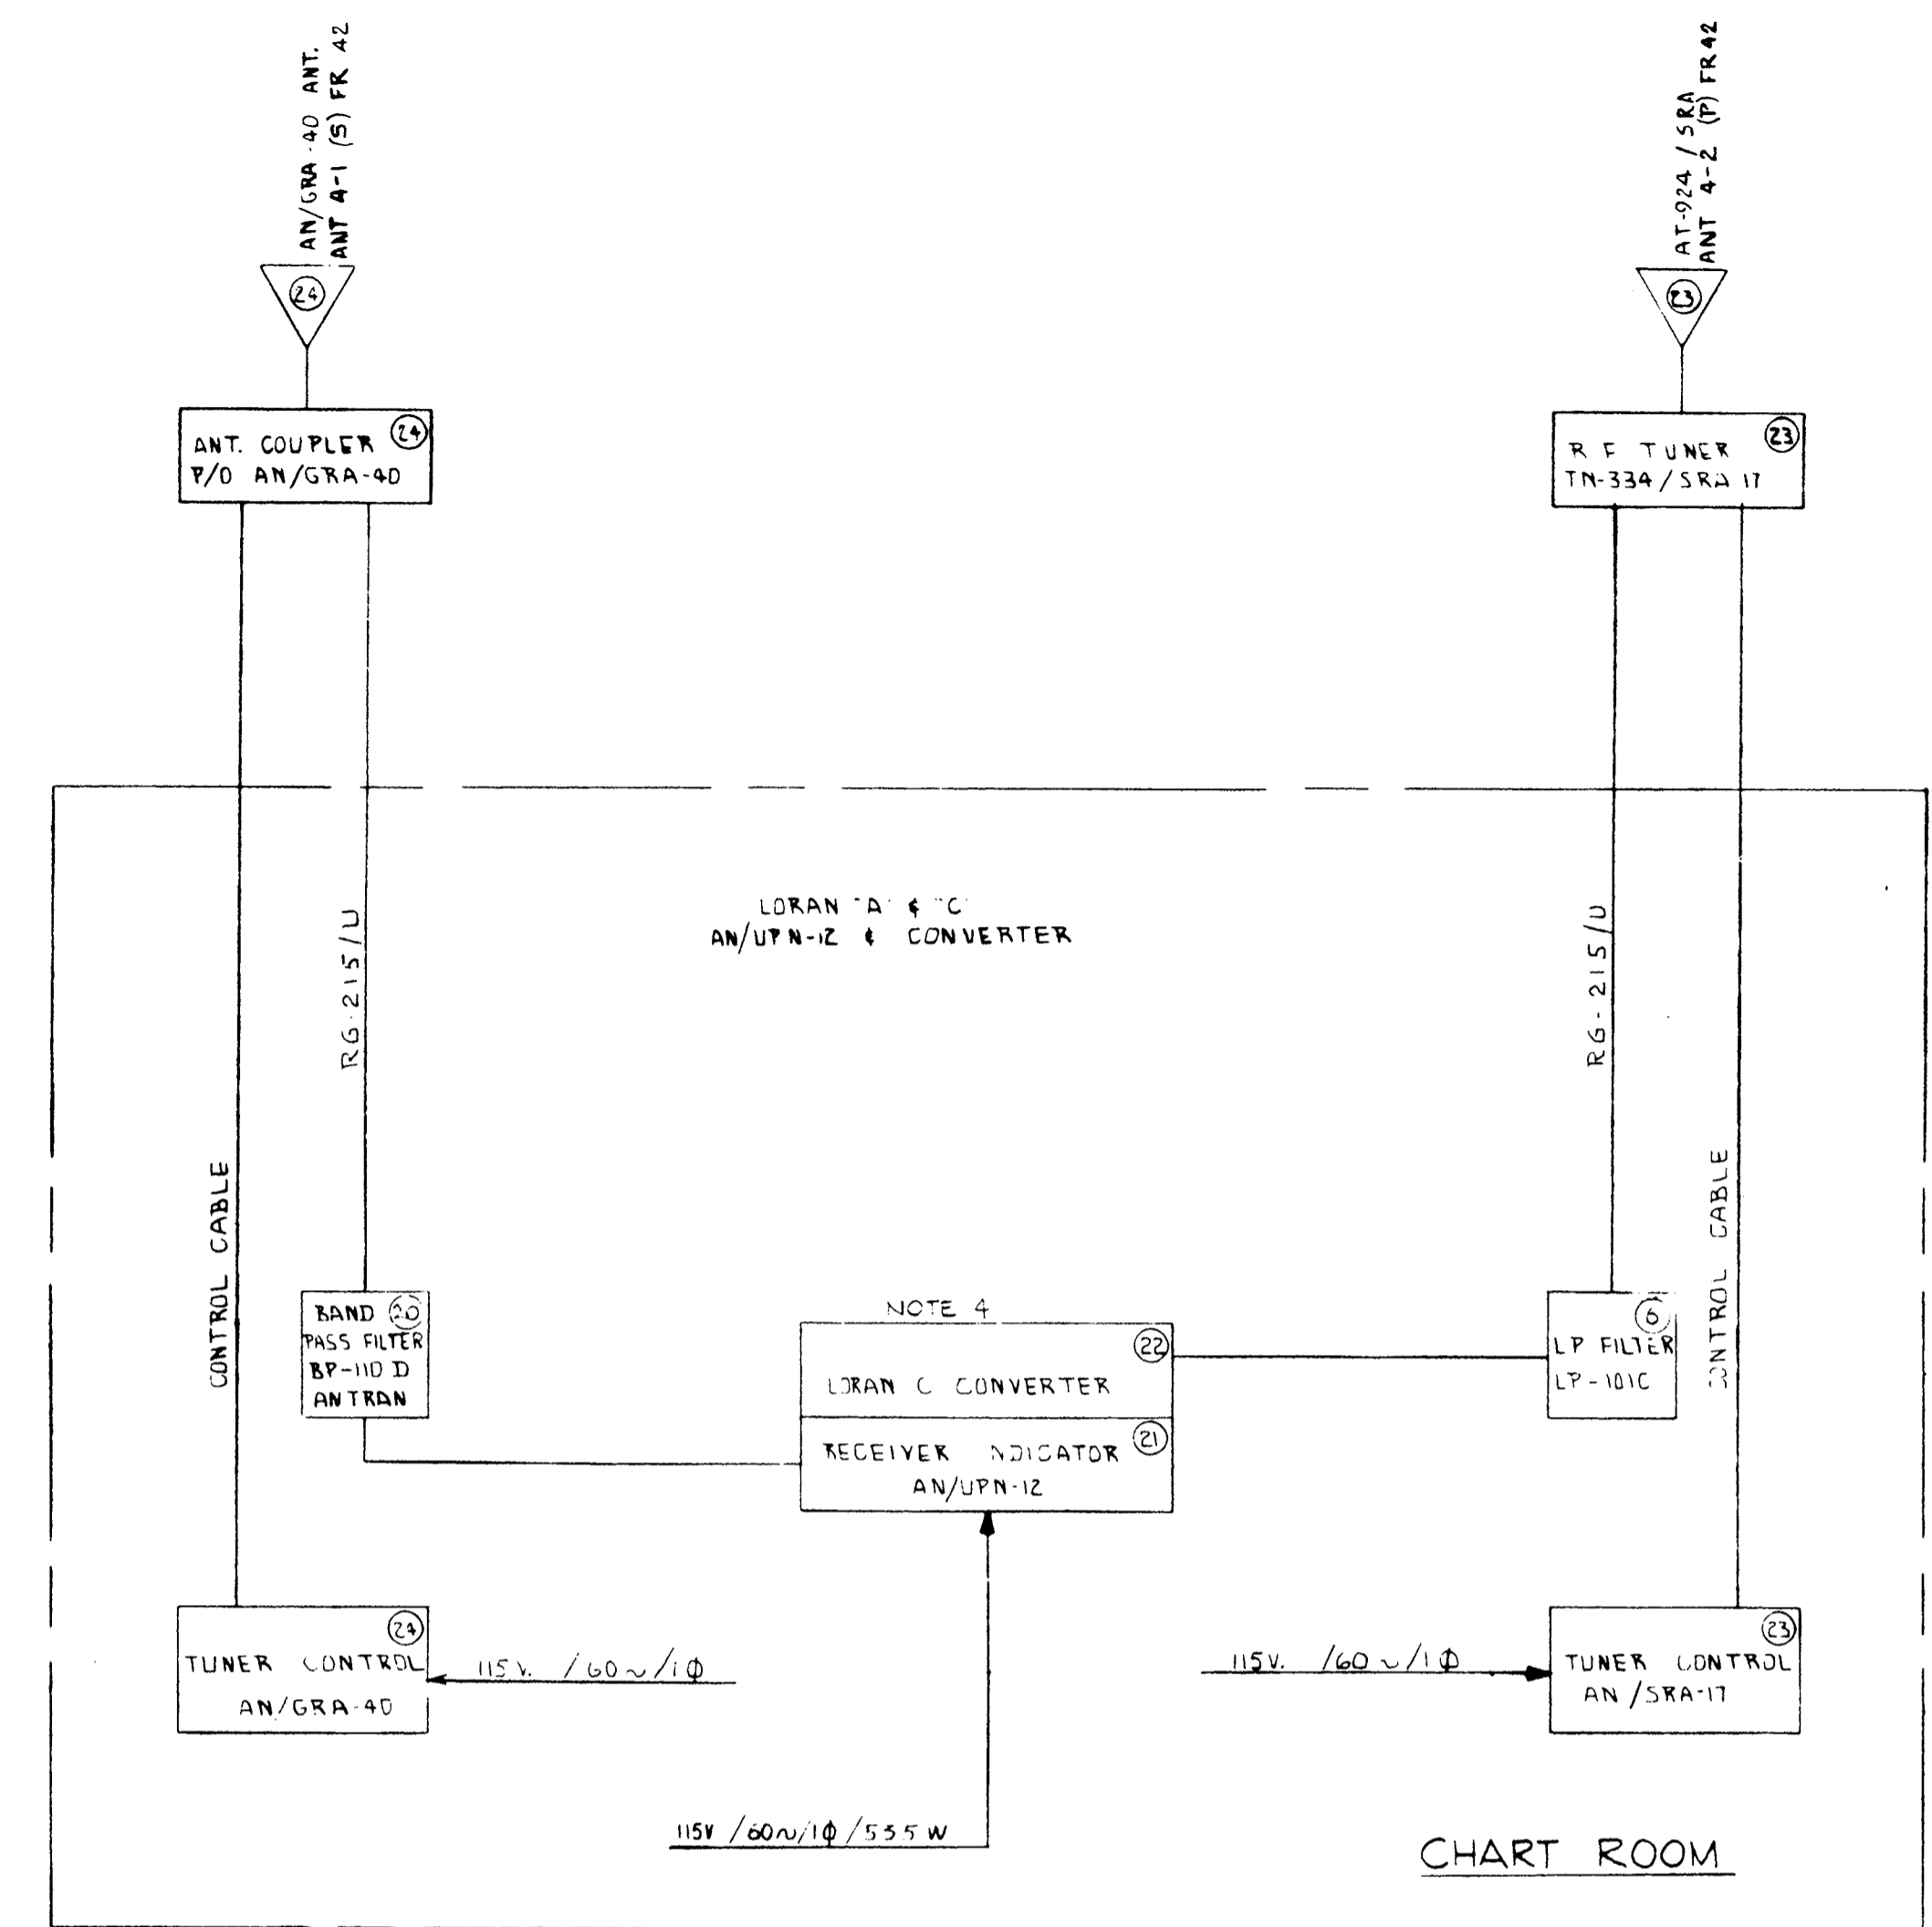 AN/GRA-40 ANT.
ANT 4-1 (S) FR 42
24
AT-924 / SRA
ANT 4-2 (P) FR 42
23
ANT. COUPLER 24
P/O AN/GRA-40
R F TUNER 23
TN-334 / SRA 17
LORAN "A" & "C"
AN/UPN-12 & CONVERTER
RG-215/U
RG-215/U
CONTROL CABLE
CONTROL CABLE
BAND 20
PASS FILTER
BP-110 D
ANTRAN
NOTE 4
22
LORAN C CONVERTER
RECEIVER INDICATOR 21
AN/UPN-12
6
LP FILTER
LP-101C
24
TUNER CONTROL
AN/GRA-40
115V. /60~/1Φ
115V. /60~/1Φ
23
TUNER CONTROL
AN/SRA-17
115V /60~/1Φ/535W
CHART ROOM